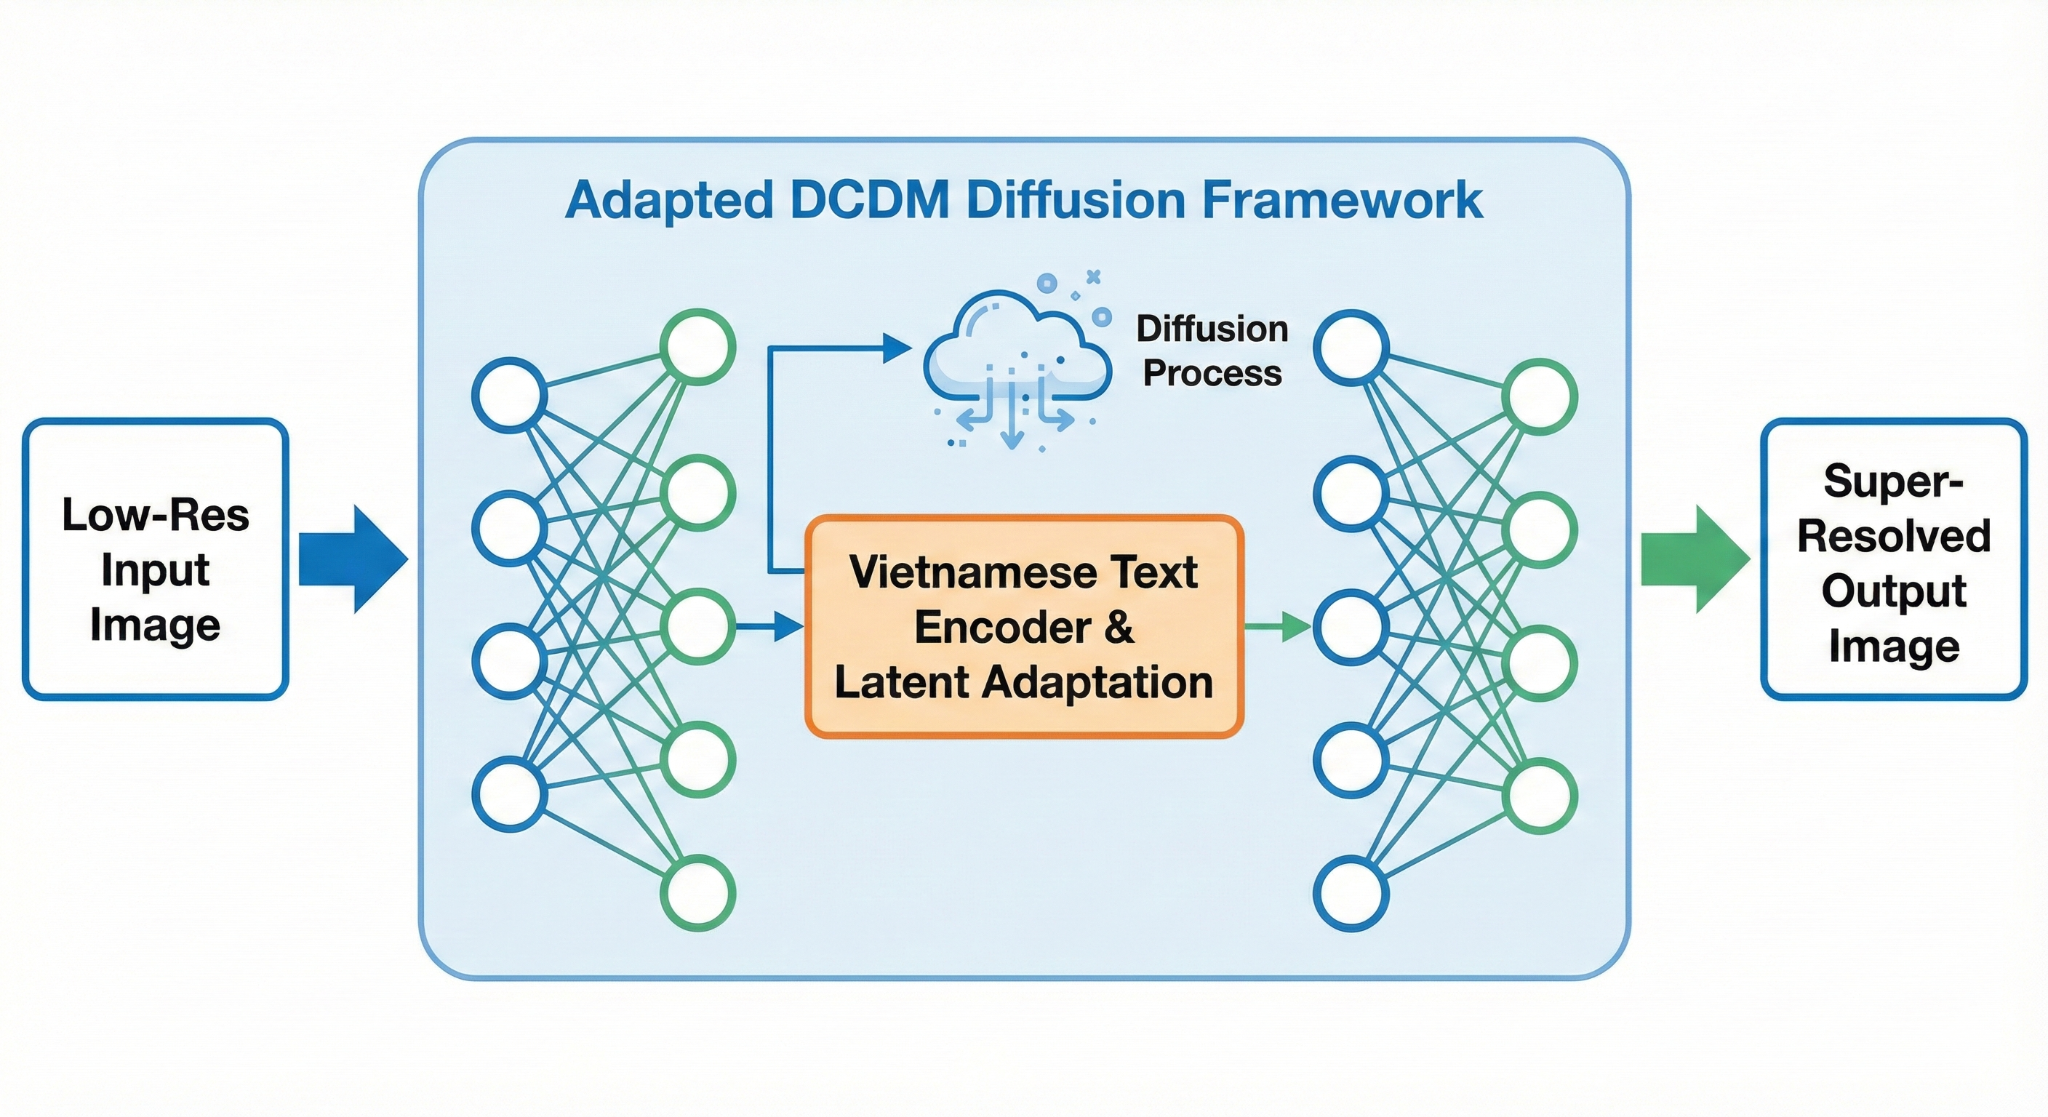 Adapted DCDM Diffusion Framework
Low-Res
Input
Image
Diffusion
Process
Vietnamese Text
Encoder &
Latent Adaptation
Super-
Resolved
Output
Image